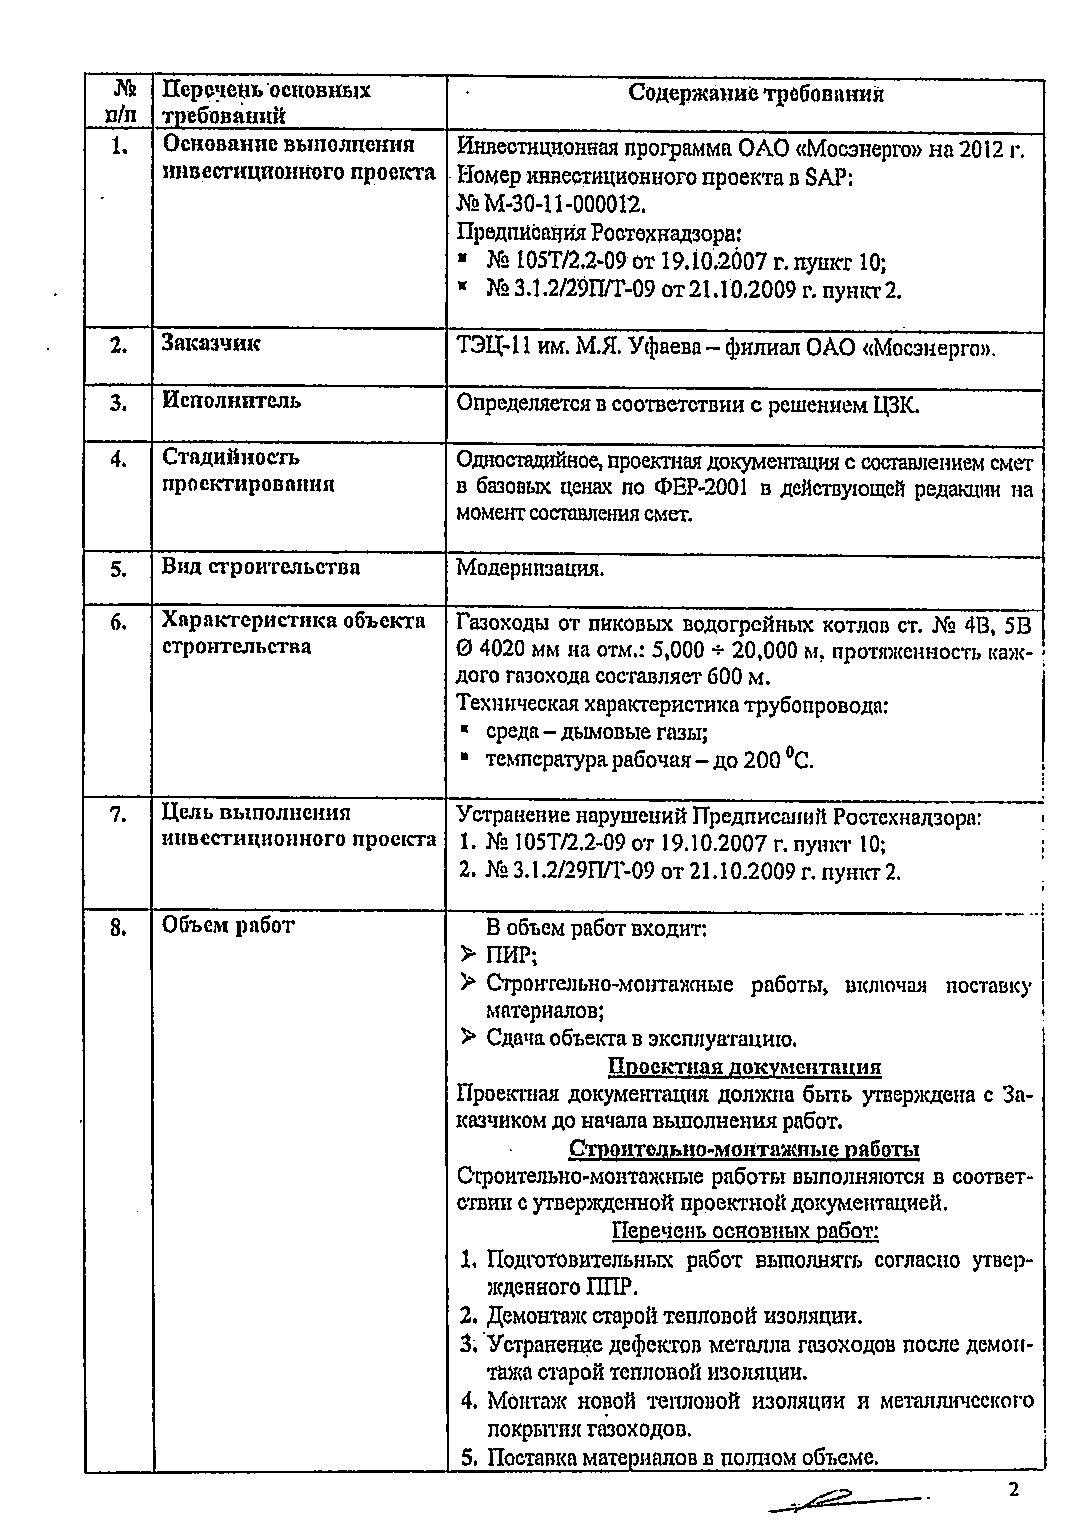 № Перечень основных Содержание требования
п/п требований
1. Основание выполнения
инвестиционного проекта
Инвестиционная программа ОАО «Мосэнерго» на 2012 г.
Номер инвестиционного проекта в SAP:
№ М-30-11-000012.
Предписания Ростехнадзора:
▪ № 105Т/2.2-09 от 19.10.2007 г. пункт 10;
▪ № 3.1.2/29П/Т-09 от 21.10.2009 г. пункт 2.
2. Заказчик ТЭЦ-11 им. М.Я. Уфаева – филиал ОАО «Мосэнерго».
3. Исполнитель Определяется в соответствии с решением ЦЗК.
4. Стадийность
проектирования
Одностадийное, проектная документация с составлением смет
в базовых ценах по ФЕР-2001 в действующей редакции на
момент составления смет.
5. Вид строительства Модернизация.
6. Характеристика объекта
строительства
Газоходы от пиковых водогрейных котлов ст. № 4В, 5В
Ø 4020 мм на отм.: 5,000 ÷ 20,000 м, протяженность каж-
дого газохода составляет 600 м.
Техническая характеристика трубопровода:
▪ среда – дымовые газы;
▪ температура рабочая – до 200 ⁰С.
7. Цель выполнения
инвестиционного проекта
Устранение нарушений Предписаний Ростехнадзора:
1. № 105Т/2.2-09 от 19.10.2007 г. пункт 10;
2. № 3.1.2/29П/Т-09 от 21.10.2009 г. пункт 2.
8. Объем работ
В объем работ входит:
➢ ПИР;
➢ Строительно-монтажные работы, включая поставку
материалов;
➢ Сдача объекта в эксплуатацию.
Проектная документация
Проектная документация должна быть утверждена с За-
казчиком до начала выполнения работ.
Строительно-монтажные работы
Строительно-монтажные работы выполняются в соответ-
ствии с утвержденной проектной документацией.
Перечень основных работ:
1. Подготовительных работ выполнять согласно утвер-
жденного ППР.
2. Демонтаж старой тепловой изоляции.
3. Устранение дефектов металла газоходов после демон-
тажа старой тепловой изоляции.
4. Монтаж новой тепловой изоляции и металлического
покрытия газоходов.
5. Поставка материалов в полном объеме.
2